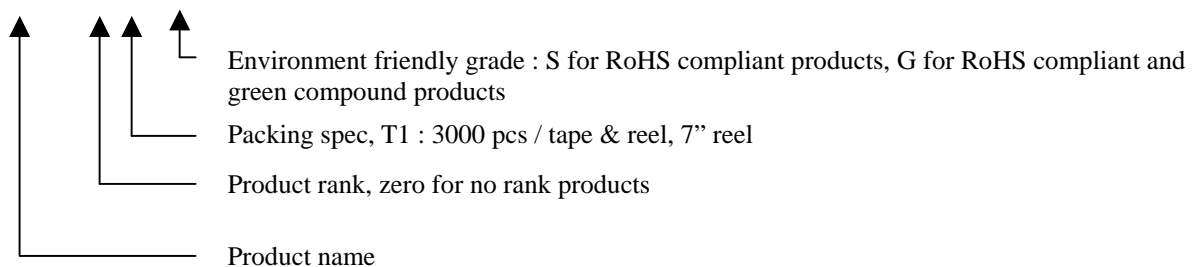 Environment friendly grade : S for RoHS compliant products, G for RoHS compliant and
green compound products
Packing spec, T1 : 3000 pcs / tape & reel, 7” reel
Product rank, zero for no rank products
Product name